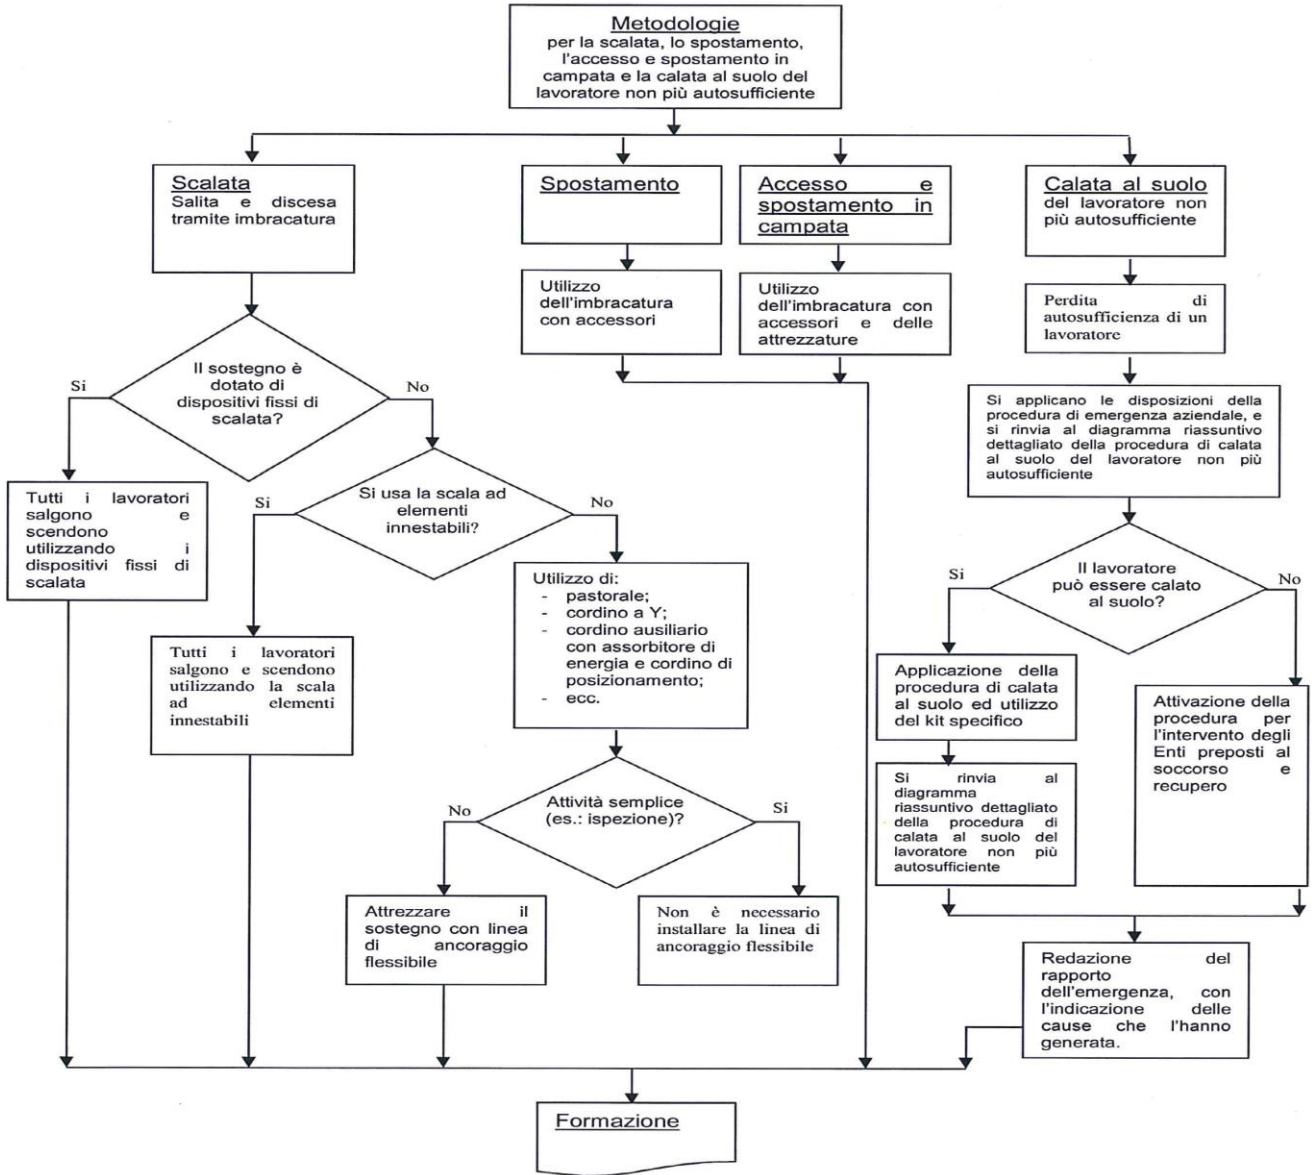 Metodologie
per la scalata, lo spostamento,
l'accesso e spostamento in
campata e la calata al suolo del
lavoratore non più autosufficiente
Scalata
Salita e discesa
tramite imbracatura
Spostamento
Accesso e
spostamento in
campata
Calata al suolo
del lavoratore non
più autosufficiente
Utilizzo
dell'imbracatura
con accessori
Utilizzo
dell'imbracatura con
accessori e delle
attrezzature
Perdita di
autosufficienza di un
lavoratore
Il sostegno è
dotato di
dispositivi fissi di
scalata?
Si
No
Si applicano le disposizioni della
procedura di emergenza aziendale, e
si rinvia al diagramma riassuntivo
dettagliato della procedura di calata
al suolo del lavoratore non più
autosufficiente
Tutti i lavoratori
salgono e
scendono
utilizzando i
dispositivi fissi di
scalata
Si usa la scala ad
elementi
innestabili?
Si
No
Il lavoratore
può essere calato
al suolo?
Si
No
Utilizzo di:
- pastorale;
- cordino a Y;
- cordino ausiliario
con assorbitore di
energia e cordino di
posizionamento;
- ecc.
Tutti i lavoratori
salgono e scendono
utilizzando la scala
ad elementi
innestabili
Applicazione della
procedura di calata
al suolo ed utilizzo
del kit specifico
Attivazione della
procedura per
l'intervento degli
Enti preposti al
soccorso e
recupero
Si rinvia al
diagramma
riassuntivo dettagliato
della procedura di
calata al suolo del
lavoratore non più
autosufficiente
Attività semplice
(es.: ispezione)?
No
Si
Attrezzare il
sostegno con linea
di ancoraggio
flessibile
Non è necessario
installare la linea di
ancoraggio flessibile
Redazione del
rapporto
dell'emergenza, con
l'indicazione delle
cause che l'hanno
generata.
Formazione